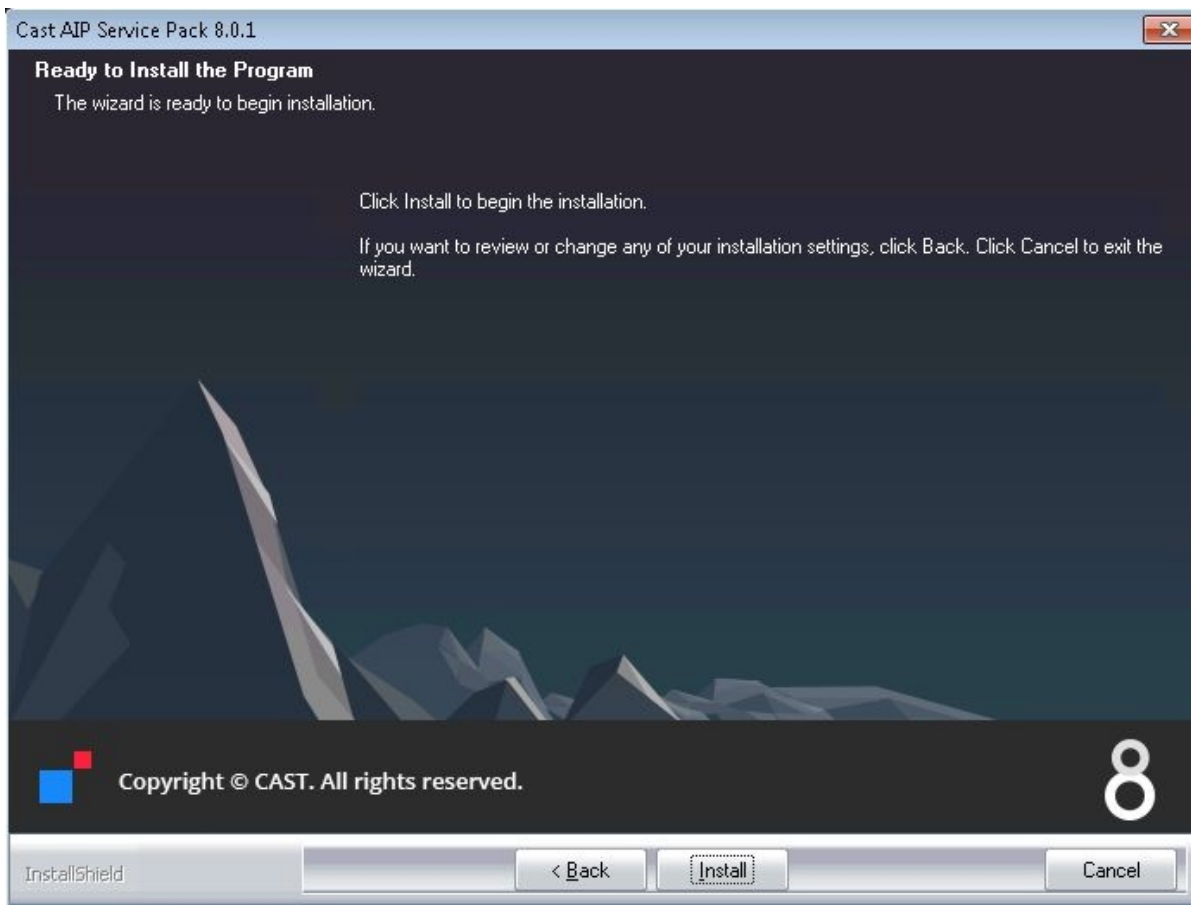 Cast AIP Service Pack 8.0.1
Ready to Install the Program
The wizard is ready to begin installation.
Click Install to begin the installation.
If you want to review or change any of your installation settings, click Back. Click Cancel to exit the
wizard.
Copyright © CAST. All rights reserved.
8
InstallShield
< Back
Install
Cancel